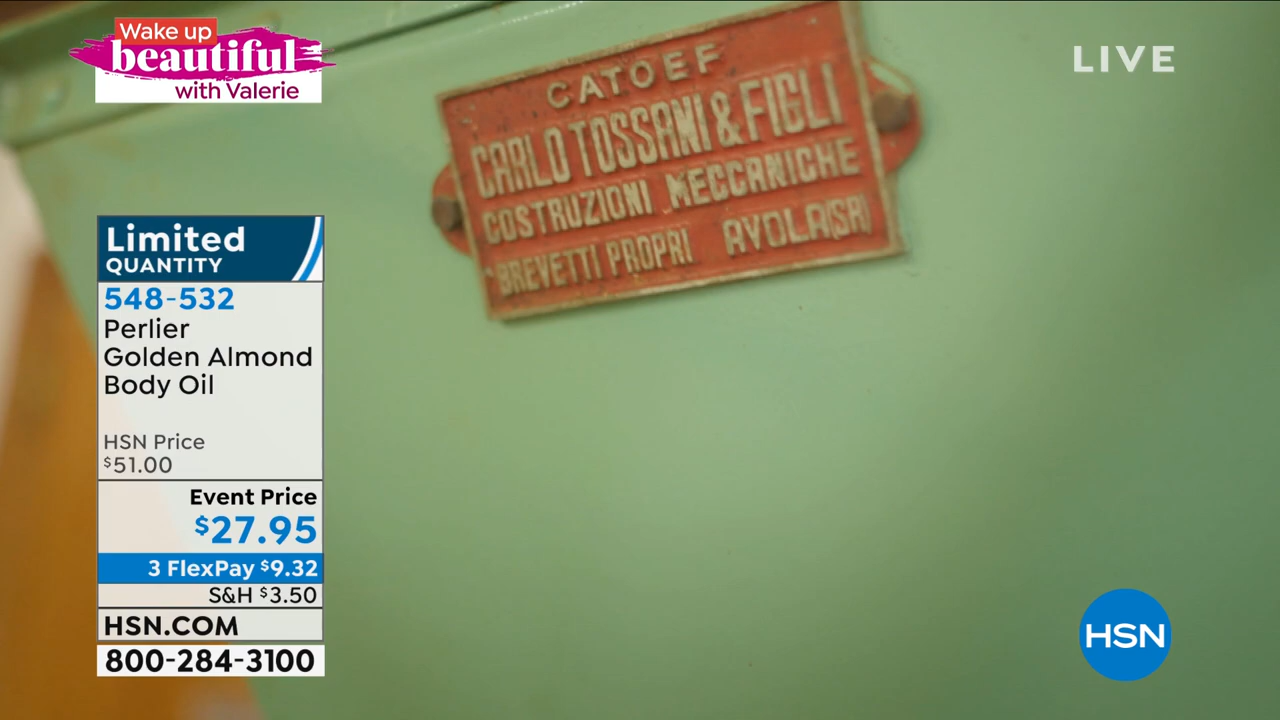 Wake up
beautiful
with Valerie
LIVE
CATOEF
CARLO TOSSANI & FIGLI
COSTRUZIONI MECCANICHE
BREVETTI PROPRI AVOLA(SR)
Limited
QUANTITY
548-532
Perlier
Golden Almond
Body Oil
HSN Price
$51.00
Event Price
$27.95
3 FlexPay $9.32
S&H $3.50
HSN.COM
800-284-3100
HSN